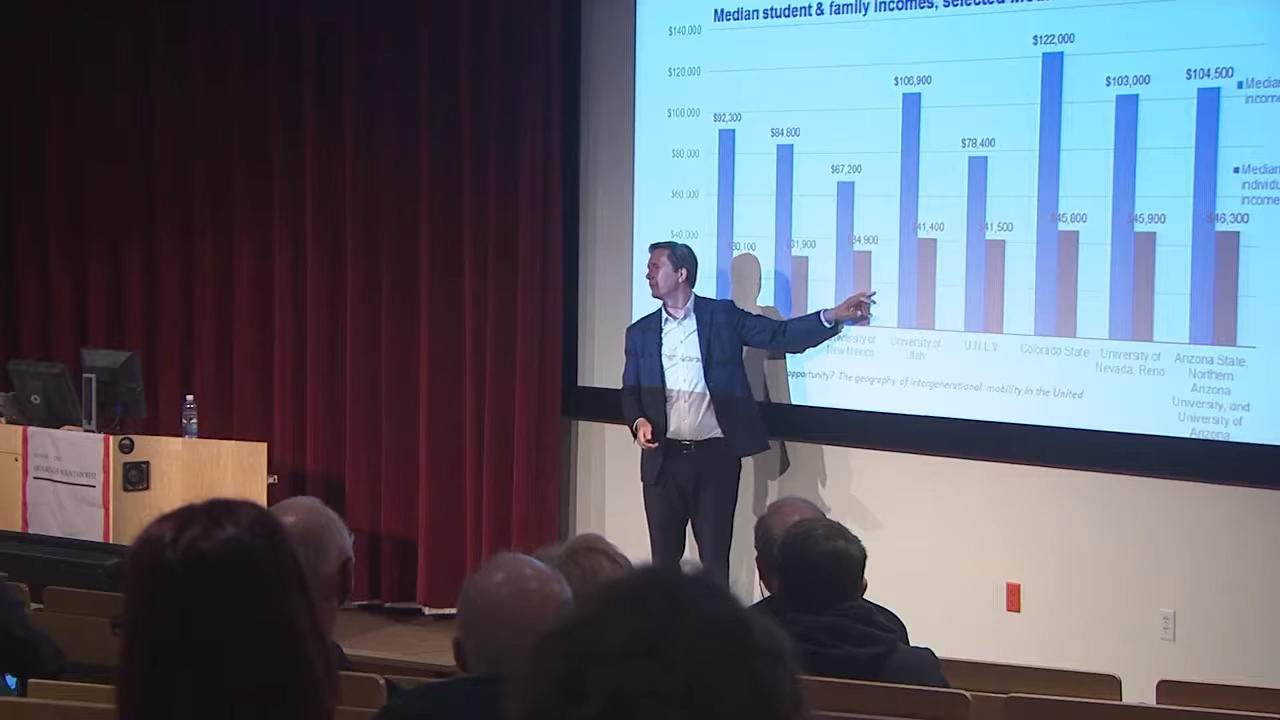 Median student & family incomes, selected
$140,000
$120,000
$100,000
$80,000
$60,000
$40,000
$92,300
$84,800
$67,200
$106,900
$78,400
$122,000
$103,000
$104,500
$30,100
31,900
34,900
$41,400
41,500
$45,800
$45,900
$46,300
Median
income
Median
individu
income
University of
New Mexico
University of
Utah
U.N.L.V
Colorado State
University of
Nevada, Reno
Arizona State,
Northern
Arizona
University, and
University of
Arizona
opportunity? The geography of intergenerational mobility in the United
BROOKINGS MOUNTAIN WEST